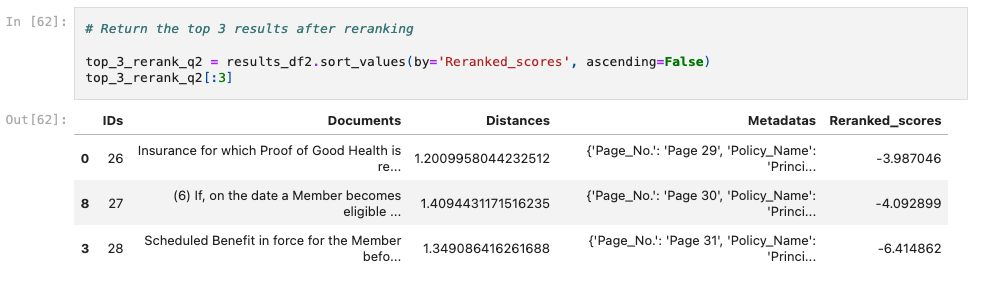 In [62]:
# Return the top 3 results after reranking
top_3_rerank_q2 = results_df2.sort_values(by='Reranked_scores', ascending=False)
top_3_rerank_q2[:3]
Out[62]:
IDs Documents Distances Metadatas Reranked_scores
0 26 Insurance for which Proof of Good Health is re... 1.2009958044232512 {'Page_No.': 'Page 29', 'Policy_Name': 'Princi... -3.987046
8 27 (6) If, on the date a Member becomes eligible ... 1.4094431171516235 {'Page_No.': 'Page 30', 'Policy_Name': 'Princi... -4.092899
3 28 Scheduled Benefit in force for the Member befo... 1.349086416261688 {'Page_No.': 'Page 31', 'Policy_Name': 'Princi... -6.414862